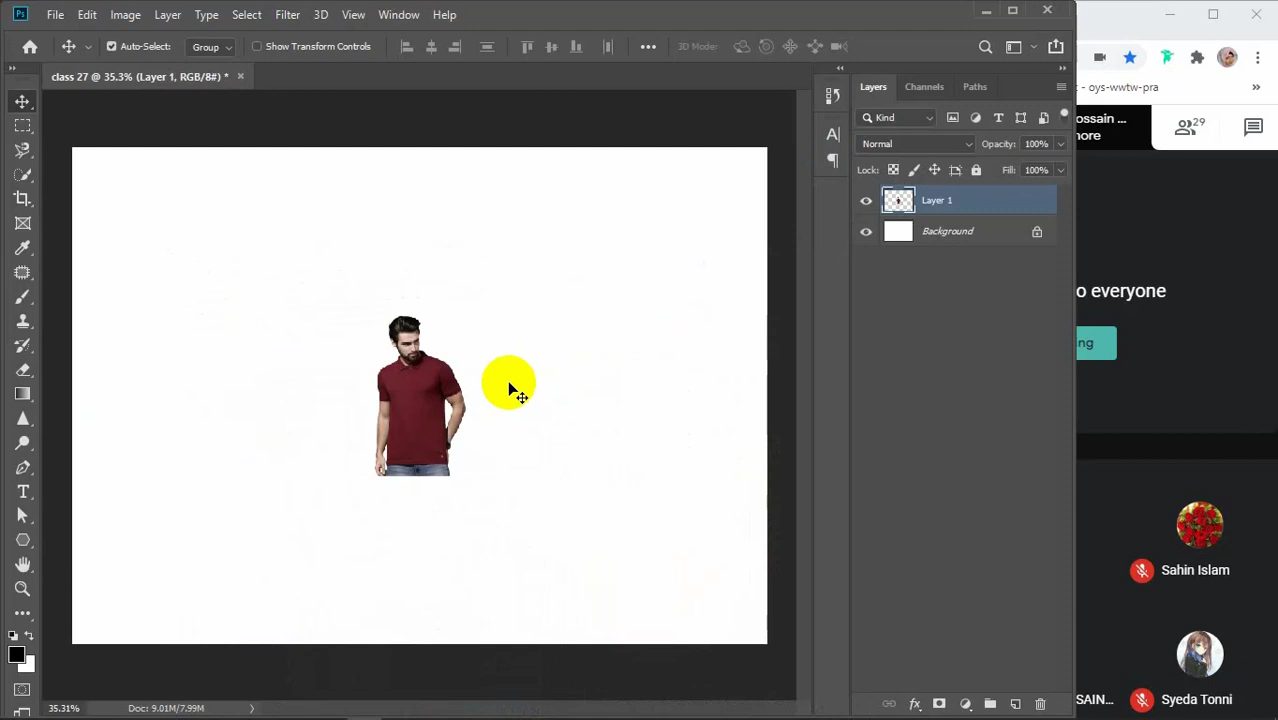 Ps File Edit Image Layer Type Select Filter 3D View Window Help
Auto-Select: Group Show Transform Controls 3D Mode:
class 27 @ 35.3% (Layer 1, RGB/8#) *
Layers Channels Paths
Kind
Normal Opacity: 100%
Lock: Fill: 100%
Layer 1
Background
35.31% Doc: 9.01M/7.99M
- oys-wwtw-pra
ossain ...
ore
29
o everyone
ng
Sahin Islam
SAIN...
Syeda Tonni